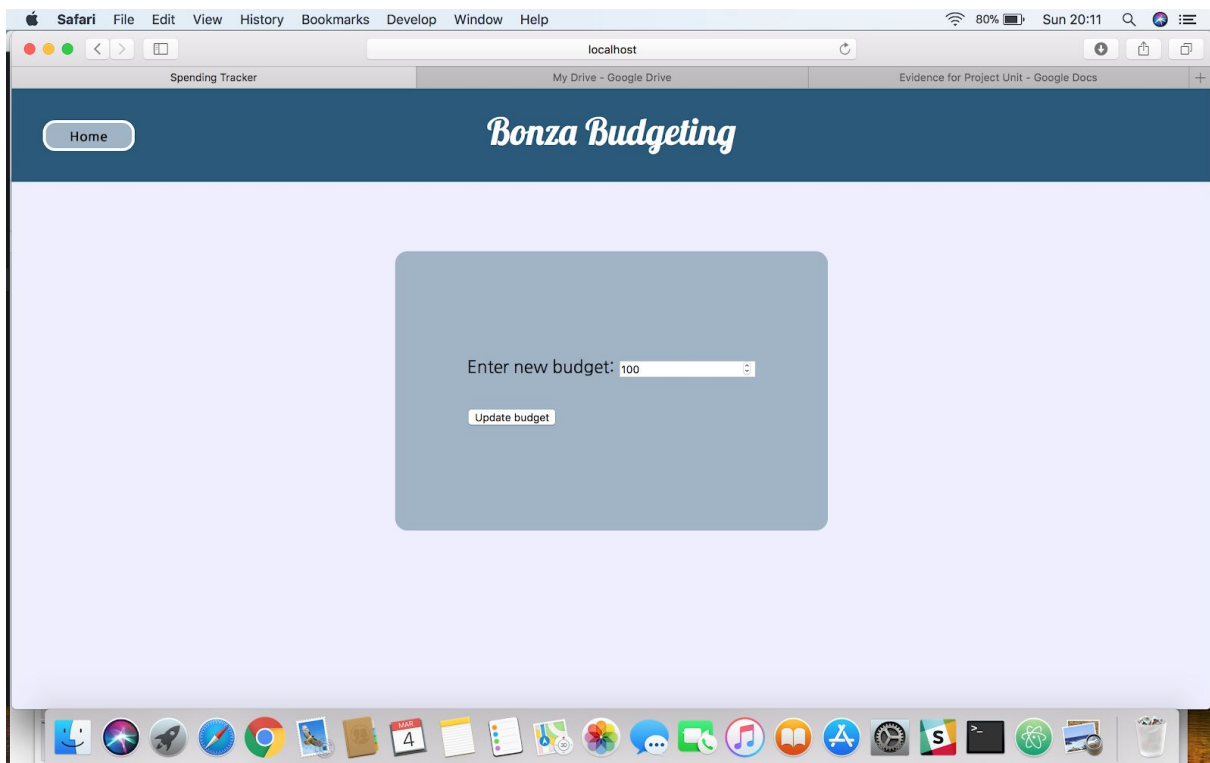 Safari File Edit View History Bookmarks Develop Window Help 80% Sun 20:11
localhost
Spending Tracker My Drive - Google Drive Evidence for Project Unit - Google Docs +
Home Bonza Budgeting
Enter new budget: 100
Update budget
MAR
4
S
>_